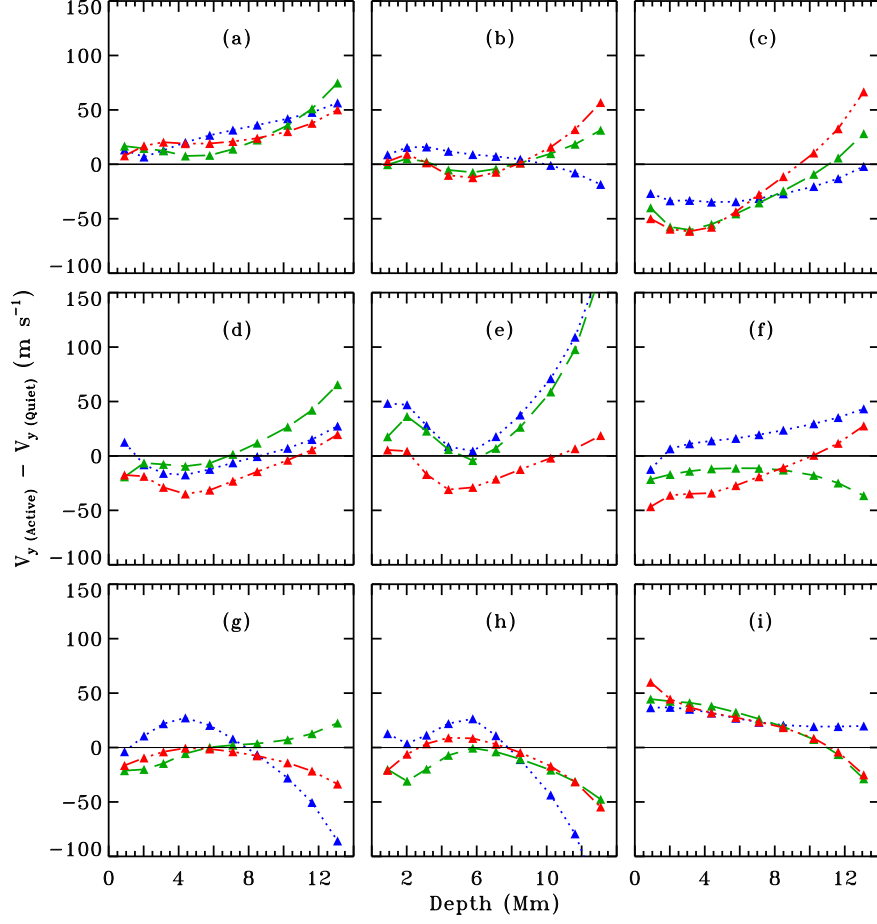 150
100
50
0
−50
−100
(a)
(b)
(c)
150
100
50
0
−50
−100
(d)
(e)
(f)
150
100
50
0
−50
−100
(g)
(h)
(i)
0 4 8 12
2 6 10
0 4 8 12
Depth (Mm)
V y (Active) − V y (Quiet) (m s−1)